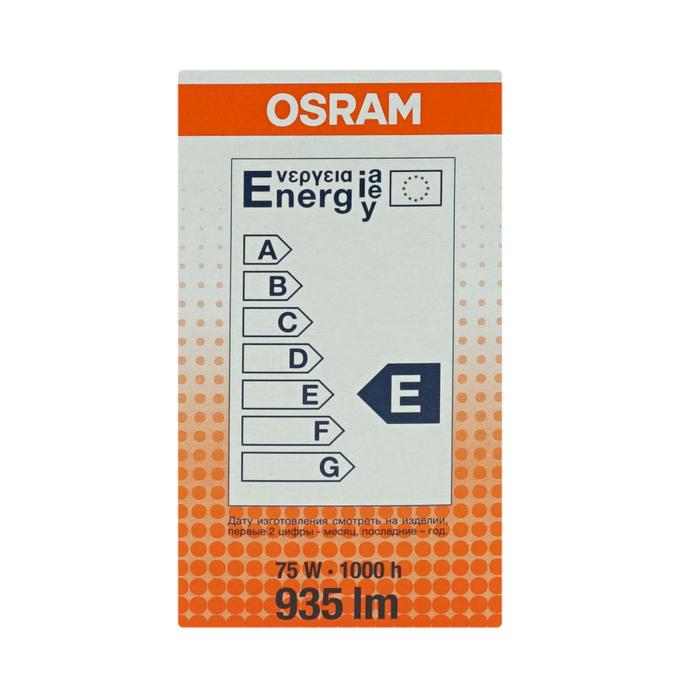 OSRAM
Eνεργεια
Energ ia
ie
y
A
B
C
D
E
E
F
G
Дату изготовления смотреть на изделии,
первые 2 цифры - месяц, последние – год.
75 W • 1000 h
935 lm